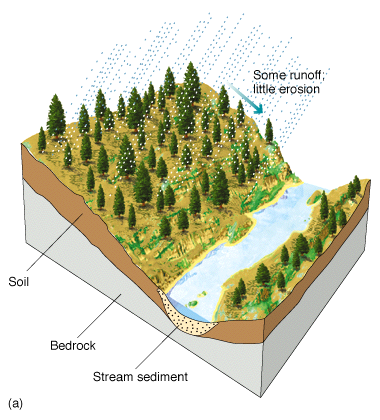 Some runoff;
little erosion
Soil
Bedrock
Stream sediment
(a)